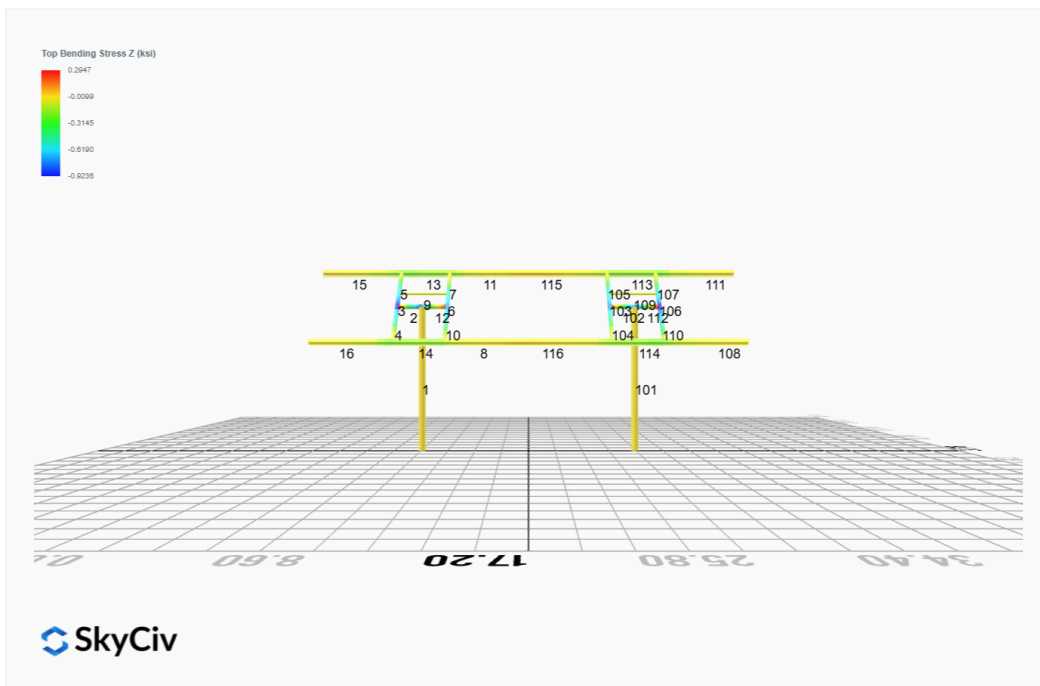 Top Bending Stress Z (ksi)
0.2947
-0.0099
-0.3145
-0.6190
-0.9236
15 13 11 115 113 111
5 7 105 107
3 9 6 103 109 106
2 12 102 112
4 10 104 110
16 14 8 116 114 108
1 101
8.60 17.20 25.80 34.40
SkyCiv